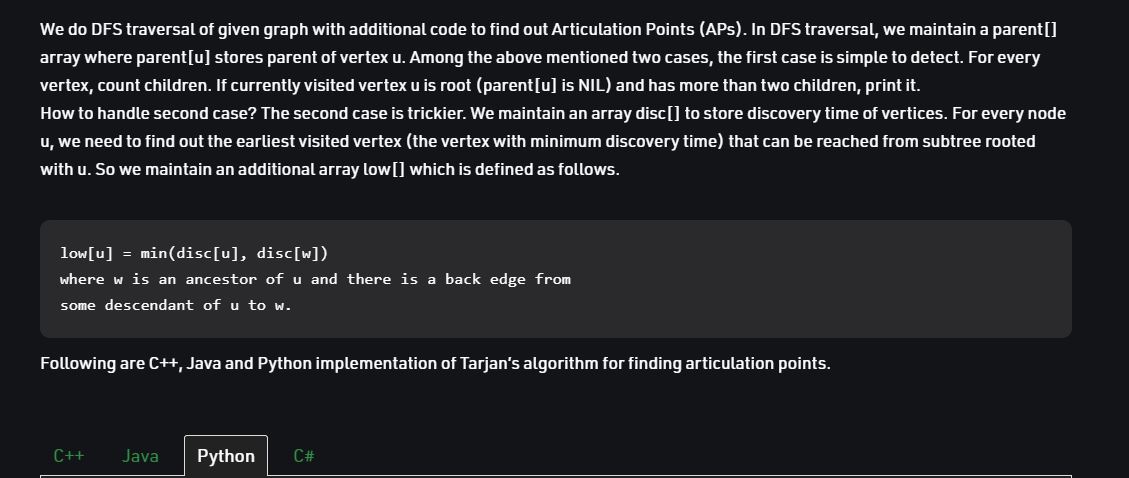 We do DFS traversal of given graph with additional code to find out Articulation Points (APs). In DFS traversal, we maintain a parent[]
array where parent[u] stores parent of vertex u. Among the above mentioned two cases, the first case is simple to detect. For every
vertex, count children. If currently visited vertex u is root (parent[u] is NIL) and has more than two children, print it.
How to handle second case? The second case is trickier. We maintain an array disc[] to store discovery time of vertices. For every node
u, we need to find out the earliest visited vertex (the vertex with minimum discovery time) that can be reached from subtree rooted
with u. So we maintain an additional array low[] which is defined as follows.
low[u] = min(disc[u], disc[w])
where w is an ancestor of u and there is a back edge from
some descendant of u to w.
Following are C++, Java and Python implementation of Tarjan's algorithm for finding articulation points.
C++ Java Python C#